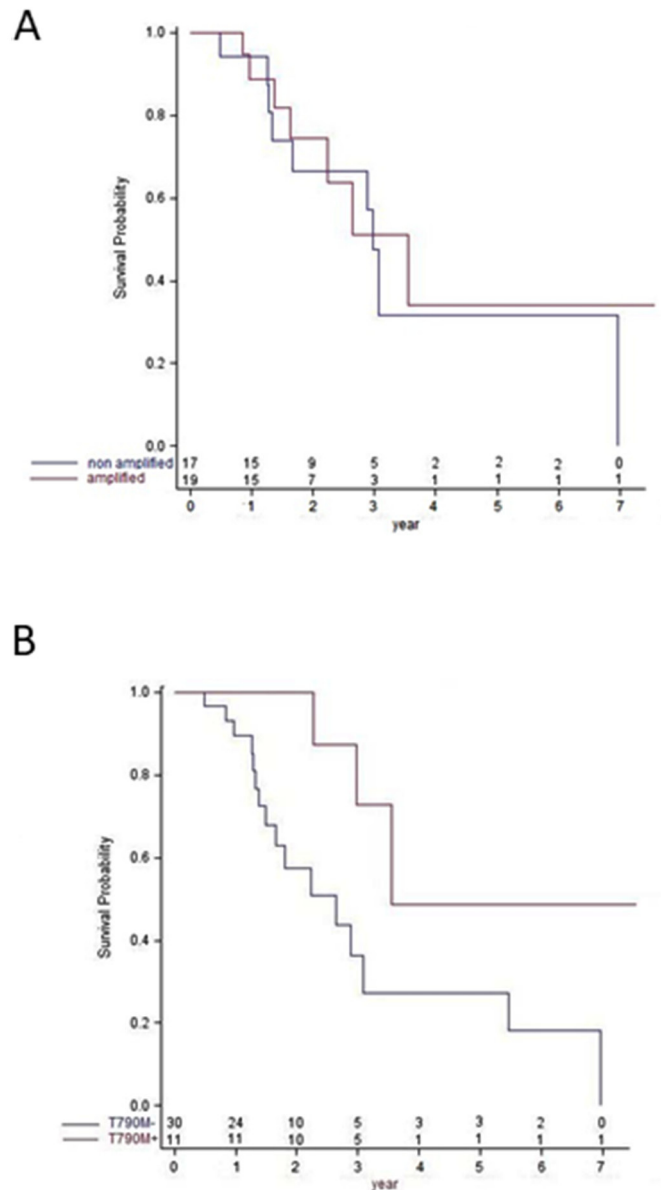 A
1.0
0.8
0.6
0.4
0.2
0.0
Survival Probability
non amplified 17 15 9 5 2 2 2 0
amplified 19 15 7 3 1 1 1 1
0 1 2 3 4 5 6 7
year
B
1.0
0.8
0.6
0.4
0.2
0.0
Survival Probability
T790M- 30 24 10 5 3 3 2 0
T790M+ 11 11 10 5 1 1 1 1
0 1 2 3 4 5 6 7
year